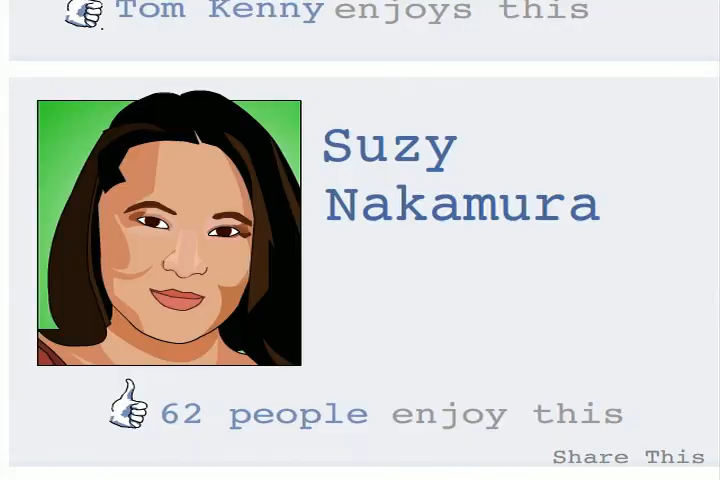 Tom Kenny enjoys this
Suzy
Nakamura
62 people enjoy this
Share This